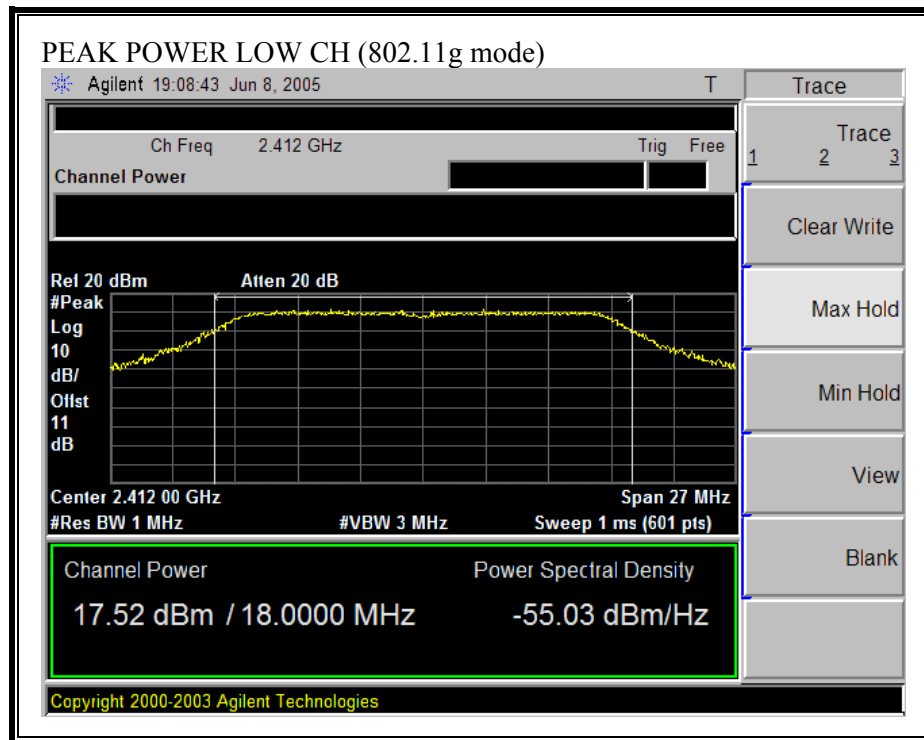 PEAK POWER LOW CH (802.11g mode)
Agilent 19:08:43 Jun 8, 2005 T
Trace
Ch Freq 2.412 GHz Trig Free
Channel Power
Trace
1 2 3
Clear Write
Max Hold
Min Hold
View
Blank
Ref 20 dBm Atten 20 dB
#Peak
Log
10
dB/
Offst
11
dB
Center 2.412 00 GHz Span 27 MHz
#Res BW 1 MHz #VBW 3 MHz Sweep 1 ms (601 pts)
Channel Power Power Spectral Density
17.52 dBm / 18.0000 MHz -55.03 dBm/Hz
Copyright 2000-2003 Agilent Technologies